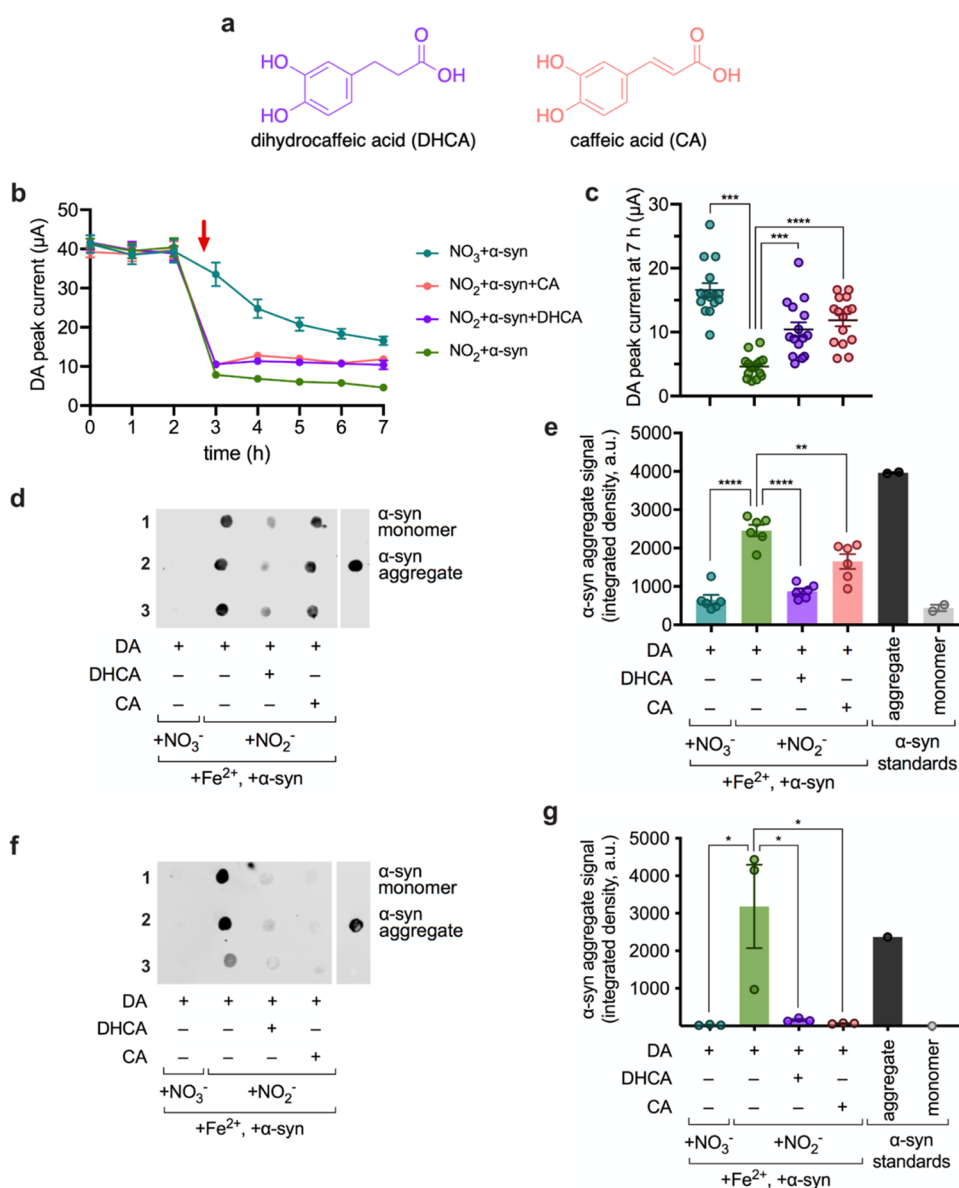 a
O
HO
OH
HO
dihydrocaffeic acid (DHCA)
O
HO
OH
HO
caffeic acid (CA)
b
DA peak current (µA)
50
40
30
20
10
0
0 1 2 3 4 5 6 7
time (h)
NO₃+α-syn
NO₂+α-syn+CA
NO₂+α-syn+DHCA
NO₂+α-syn
c
DA peak current at 7 h (µA)
30
20
10
0
***
****
***
d
1
2
3
α-syn
monomer
α-syn
aggregate
DA + + + +
DHCA – – + –
CA – – – +
+NO₃⁻ +NO₂⁻
+Fe²⁺, +α-syn
e
α-syn aggregate signal
(integrated density, a.u.)
5000
4000
3000
2000
1000
0
**
**** ****
DA + + + +
DHCA – – + –
CA – – – +
aggregate
monomer
+NO₃⁻ +NO₂⁻
α-syn
standards
+Fe²⁺, +α-syn
f
1
2
3
α-syn
monomer
α-syn
aggregate
DA + + + +
DHCA – – + –
CA – – – +
+NO₃⁻ +NO₂⁻
+Fe²⁺, +α-syn
g
α-syn aggregate signal
(integrated density, a.u.)
5000
4000
3000
2000
1000
0
*
* *
DA + + + +
DHCA – – + –
CA – – – +
aggregate
monomer
+NO₃⁻ +NO₂⁻
α-syn
standards
+Fe²⁺, +α-syn